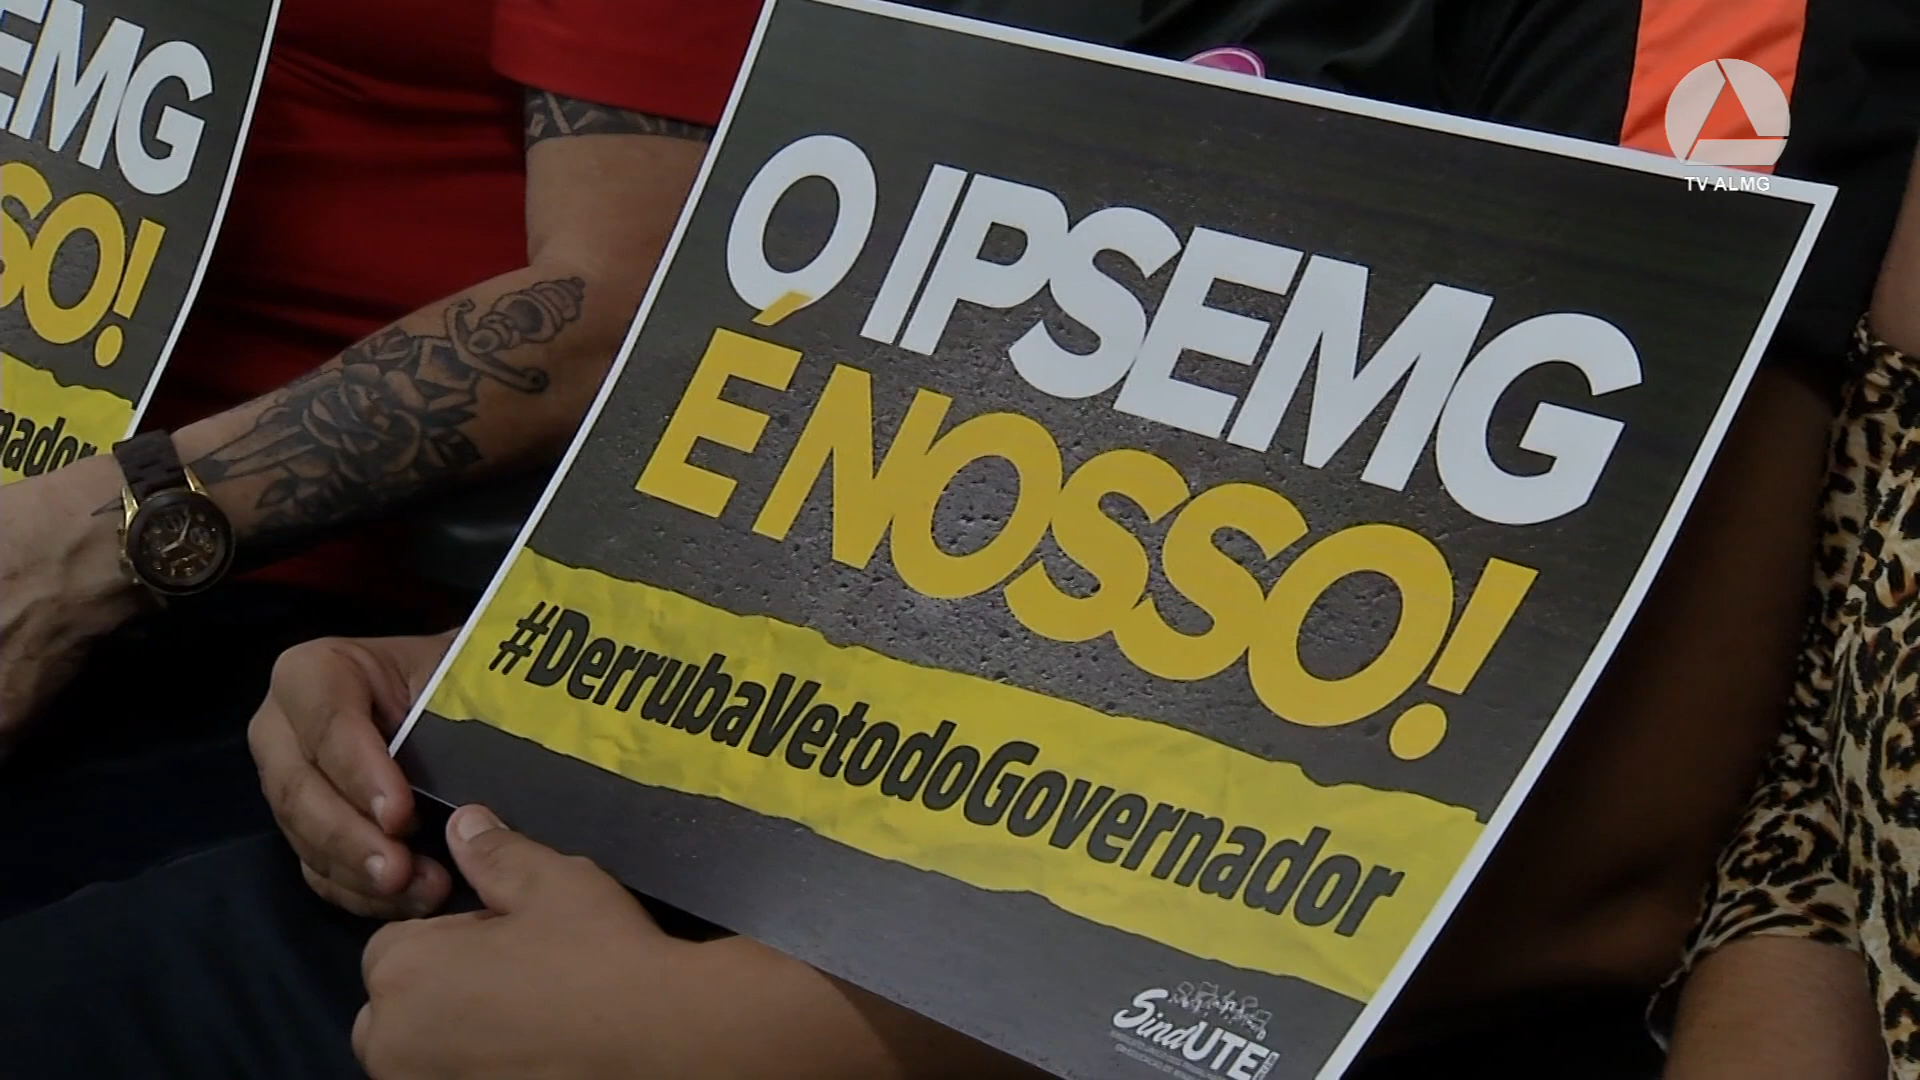 EMG
SO!
nador
O IPSEMG
É NOSSO!
#DerrubaVetodoGovernador
SindUTE
TV ALMG